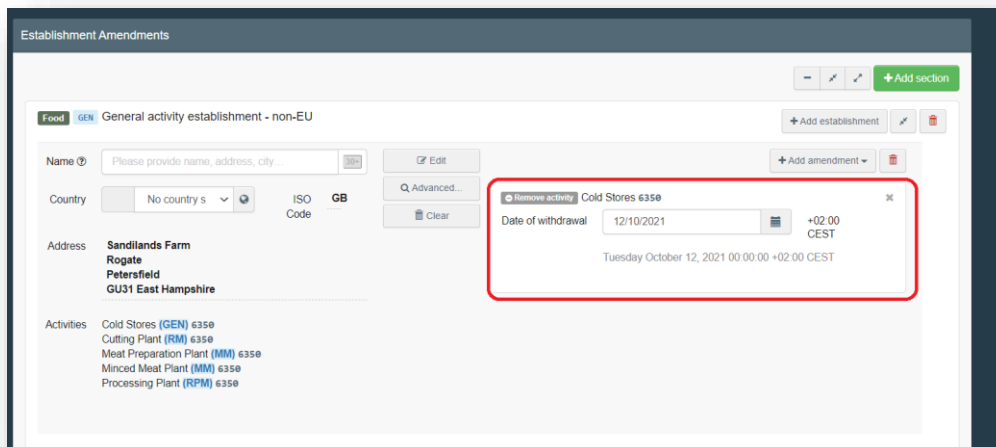 Establishment Amendments
+ Add section
Food GEN General activity establishment - non-EU
+ Add establishment
Name Please provide name, address, city... 30+
Edit
+ Add amendment
Country No country s ISO Code GB
Advanced...
Clear
Remove activity Cold Stores 6350
Date of withdrawal 12/10/2021 +02:00
CEST
Tuesday October 12, 2021 00:00:00 +02:00 CEST
Address Sandilands Farm
Rogate
Petersfield
GU31 East Hampshire
Activities Cold Stores (GEN) 6350
Cutting Plant (RM) 6350
Meat Preparation Plant (MM) 6350
Minced Meat Plant (MM) 6350
Processing Plant (RPM) 6350